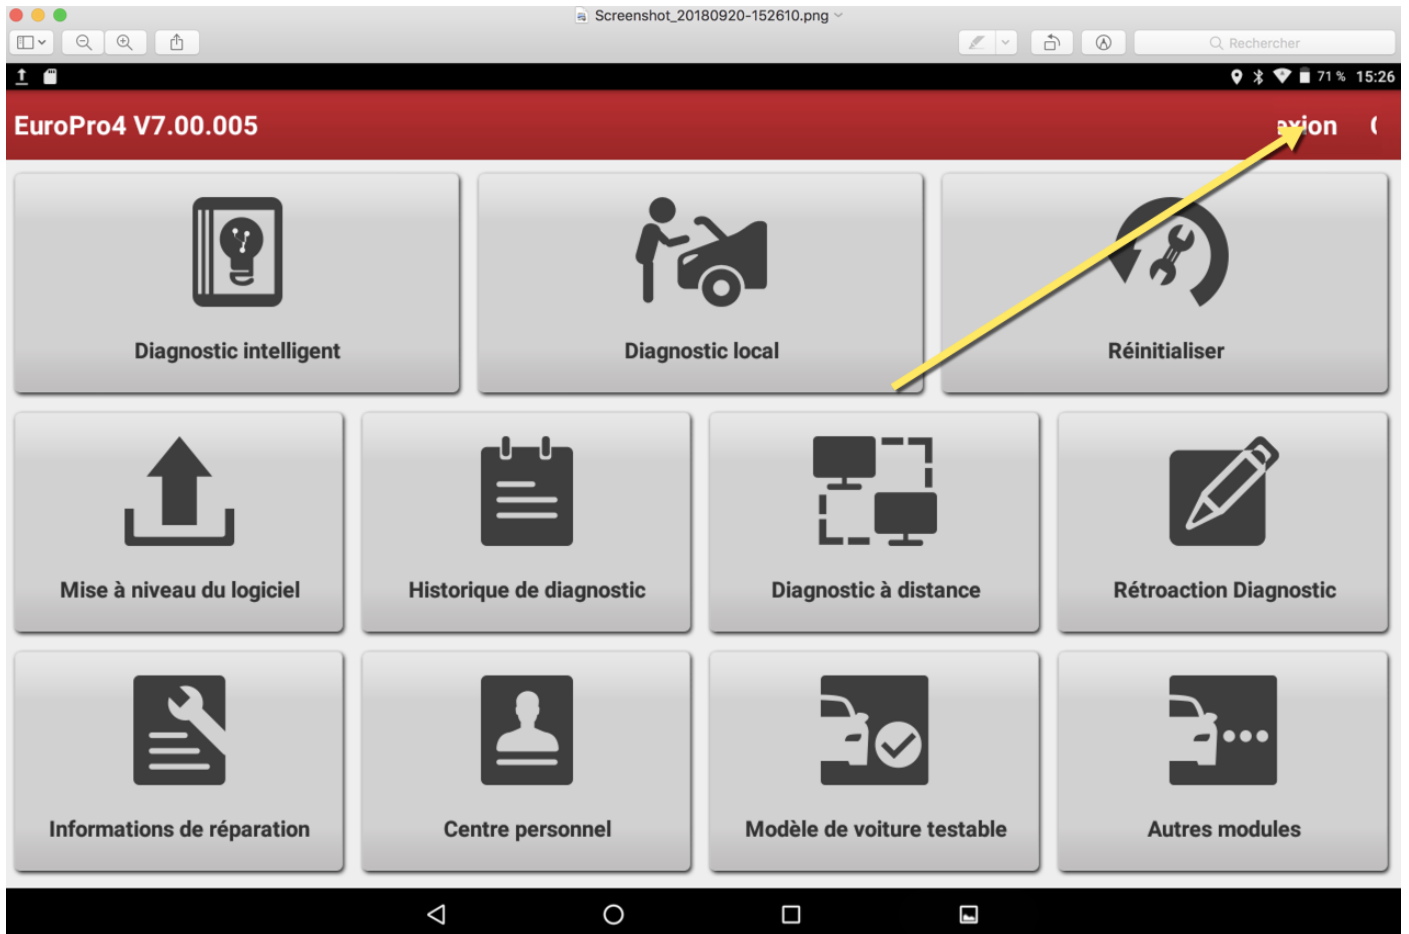 Screenshot_20180920-152610.png
Rechercher
71 % 15:26
EuroPro4 V7.00.005
exion
Diagnostic intelligent
Diagnostic local
Réinitialiser
Mise à niveau du logiciel
Historique de diagnostic
Diagnostic à distance
Rétroaction Diagnostic
Informations de réparation
Centre personnel
Modèle de voiture testable
Autres modules